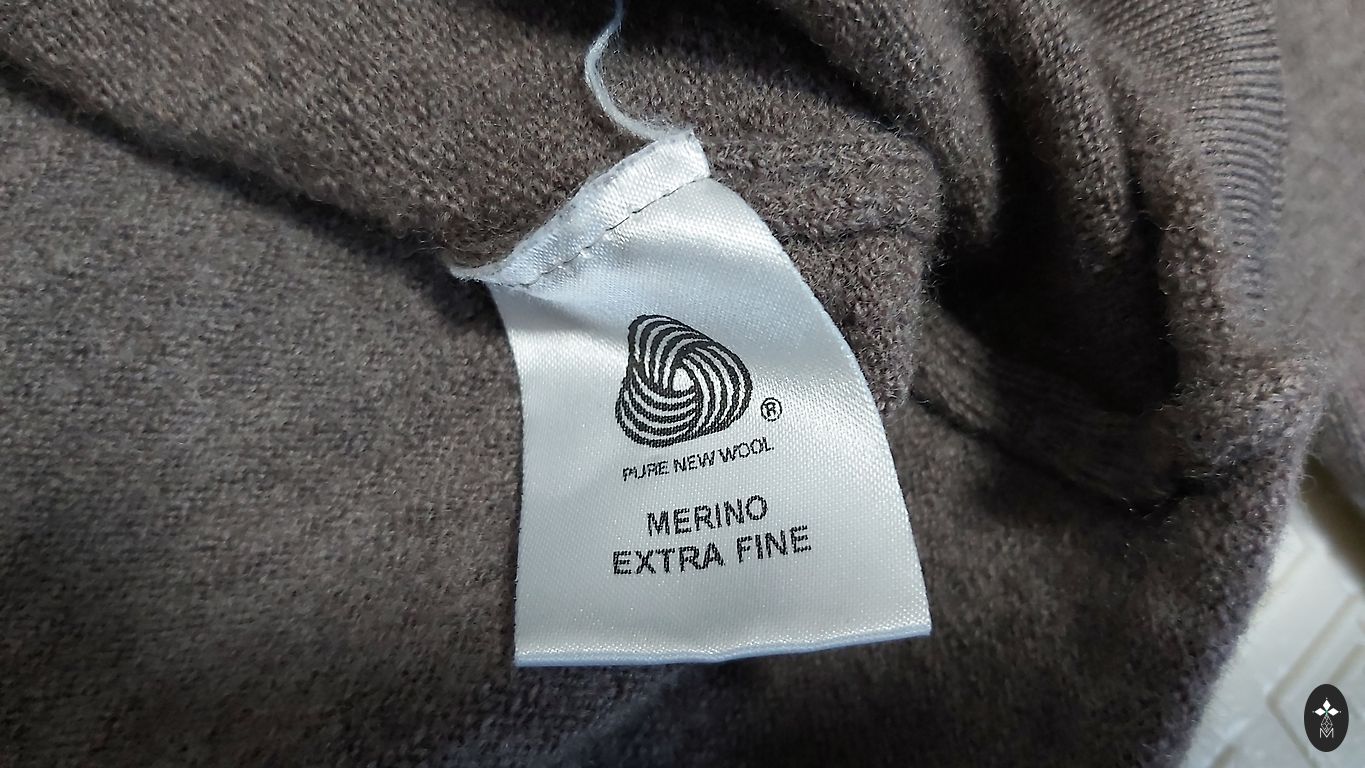 ®
PURE NEW WOOL
MERINO
EXTRA FINE
M